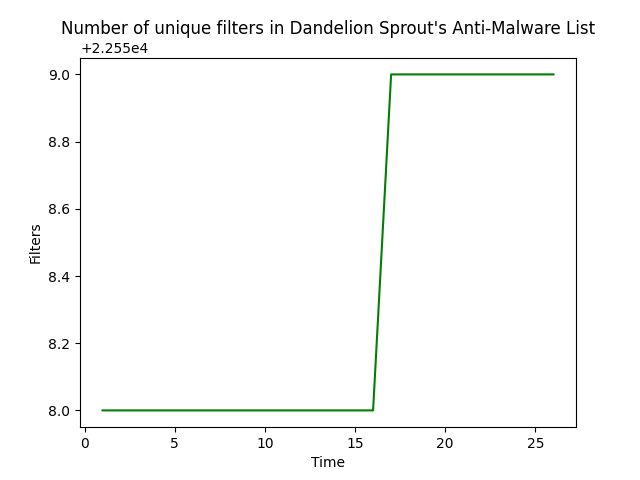 Number of unique filters in Dandelion Sprout's Anti-Malware List
+2.255e4
9.0
8.8
8.6
8.4
8.2
8.0
Filters
0 5 10 15 20 25
Time